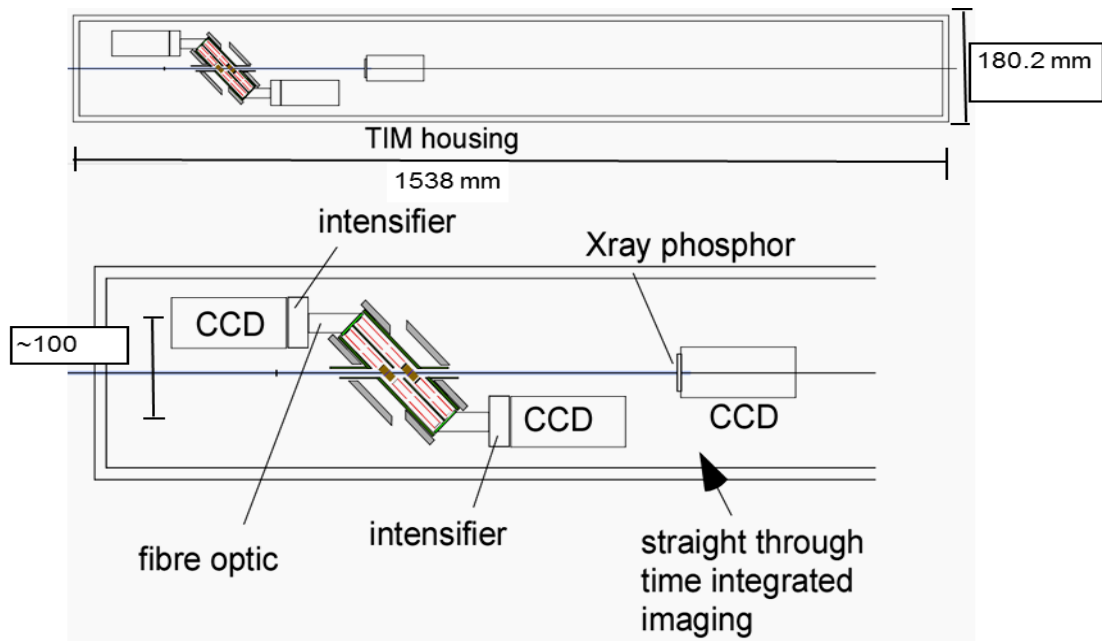 180.2 mm
TIM housing
1538 mm
intensifier
Xray phosphor
CCD
~100
CCD
CCD
intensifier
fibre optic
straight through
time integrated
imaging